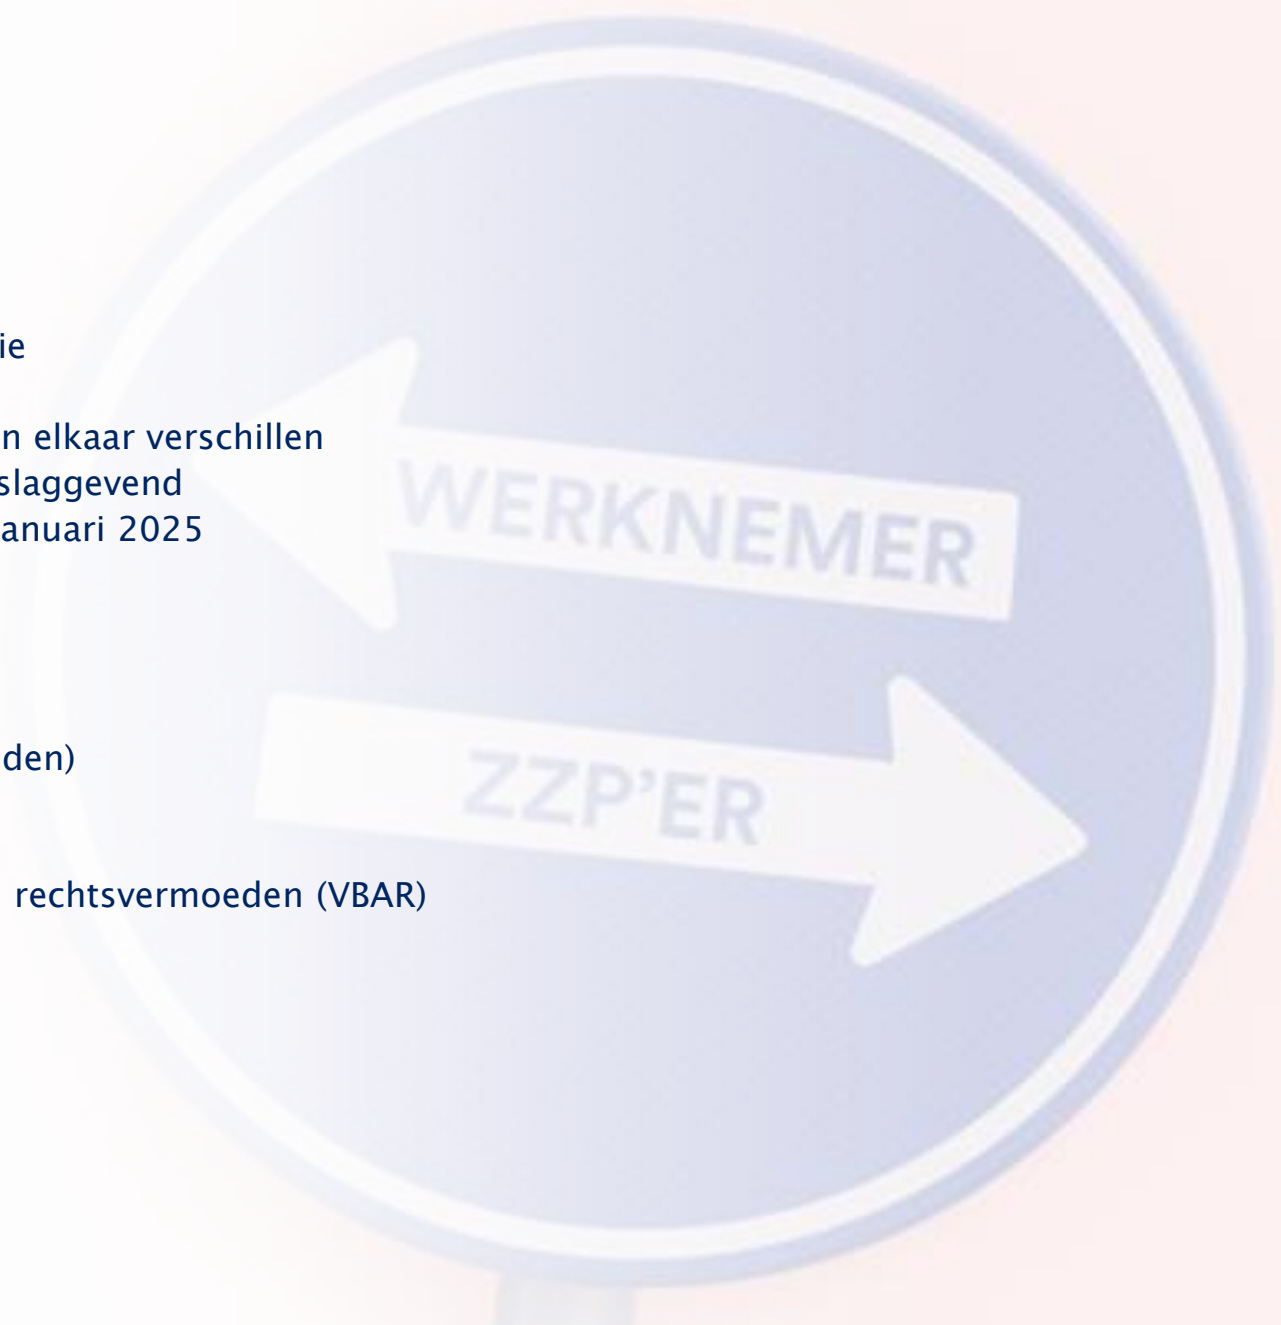 ie
n elkaar verschillen
slaggevend
anuari 2025
WERKNEMER
den)
ZZP'ER
rechtsvermoeden (VBAR)